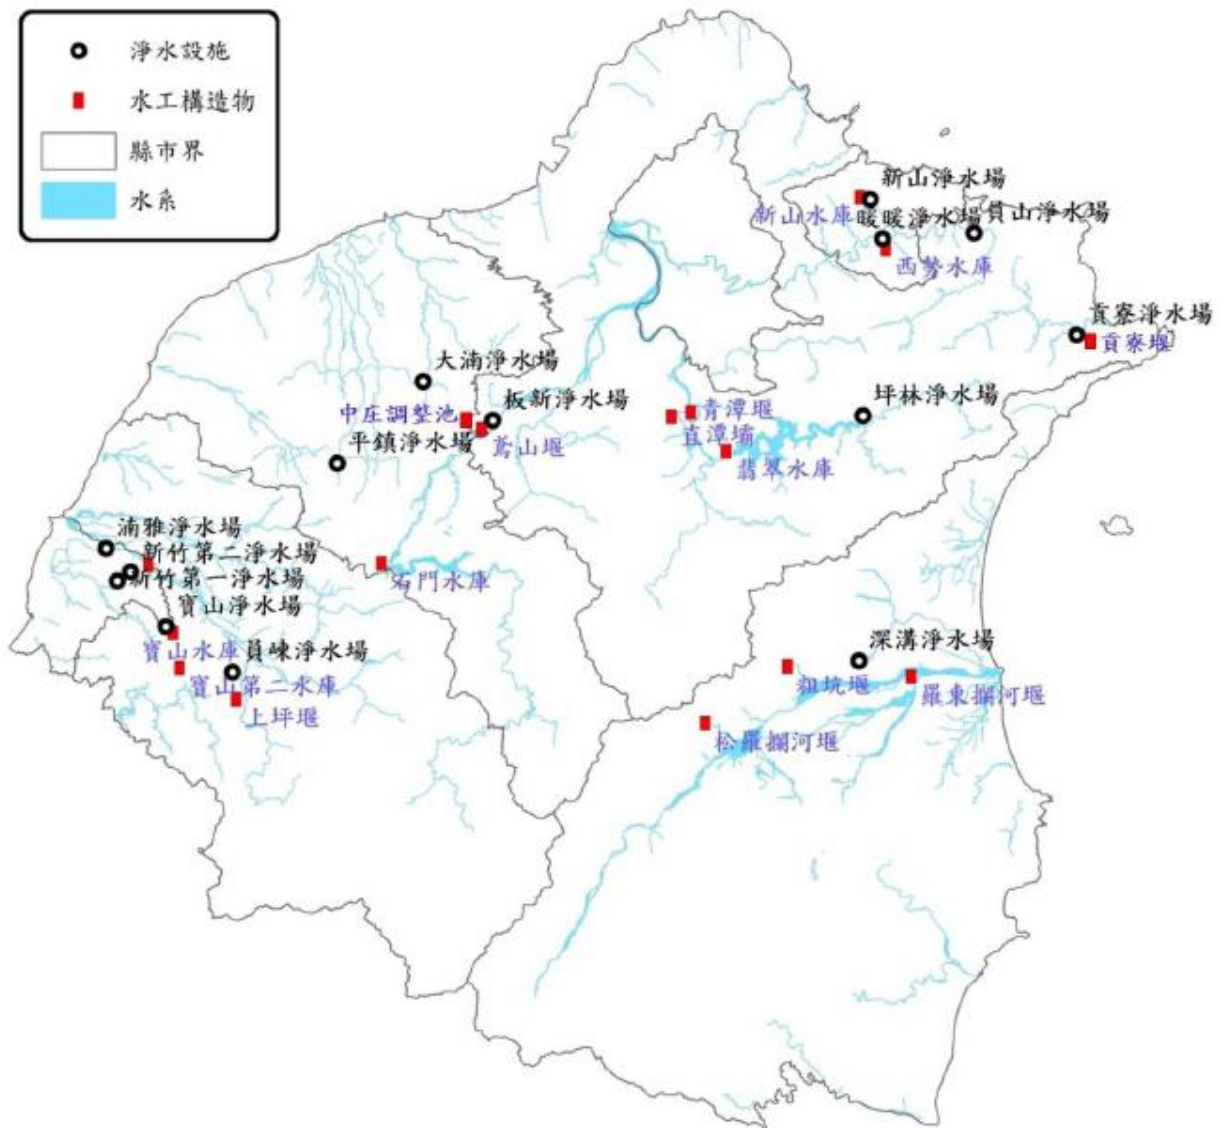 淨水設施
水工構造物
縣市界
水系
新山淨水場
新山水庫
暖暖淨水場
員山淨水場
西勢水庫
貢寮淨水場
貢寮堰
大湳淨水場
中庄調整池
板新淨水場
平鎮淨水場
鳶山堰
青潭堰
直潭壩
翡翠水庫
坪林淨水場
湳雅淨水場
新竹第二淨水場
新竹第一淨水場
石門水庫
寶山淨水場
寶山水庫
員崠淨水場
寶山第二水庫
上坪堰
深溝淨水場
粗坑堰
羅東攔河堰
松羅攔河堰